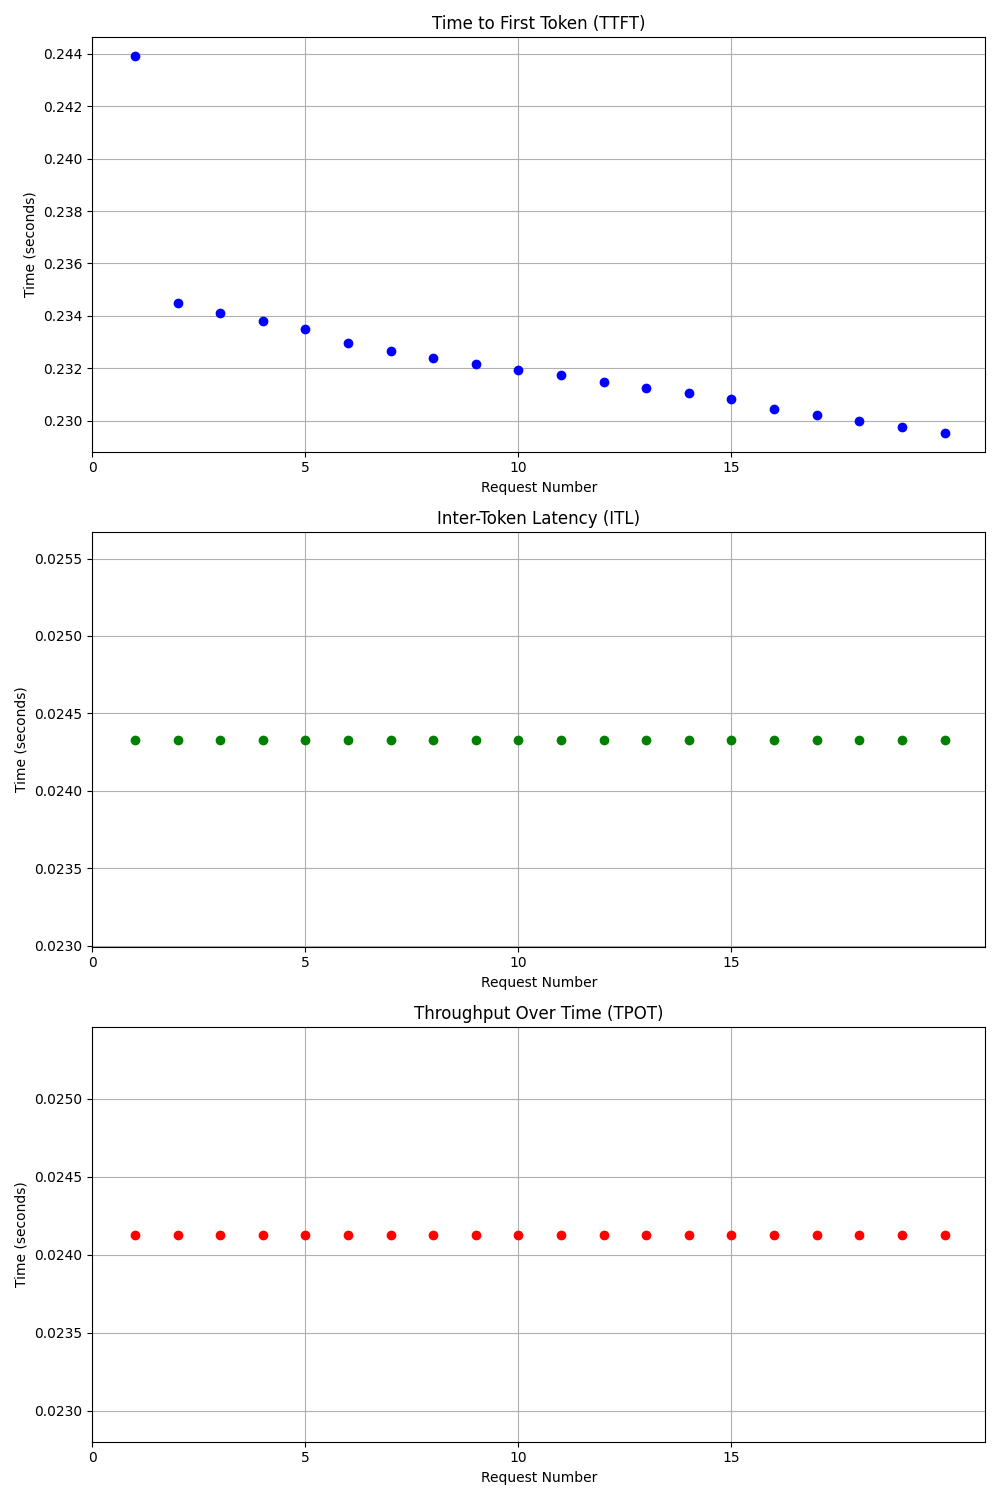 Time to First Token (TTFT)
0.244
0.242
0.240
0.238
0.236
0.234
0.232
0.230
Time (seconds)
0 5 10 15
Request Number
Inter-Token Latency (ITL)
0.0255
0.0250
0.0245
0.0240
0.0235
0.0230
Time (seconds)
0 5 10 15
Request Number
Throughput Over Time (TPOT)
0.0250
0.0245
0.0240
0.0235
0.0230
Time (seconds)
0 5 10 15
Request Number